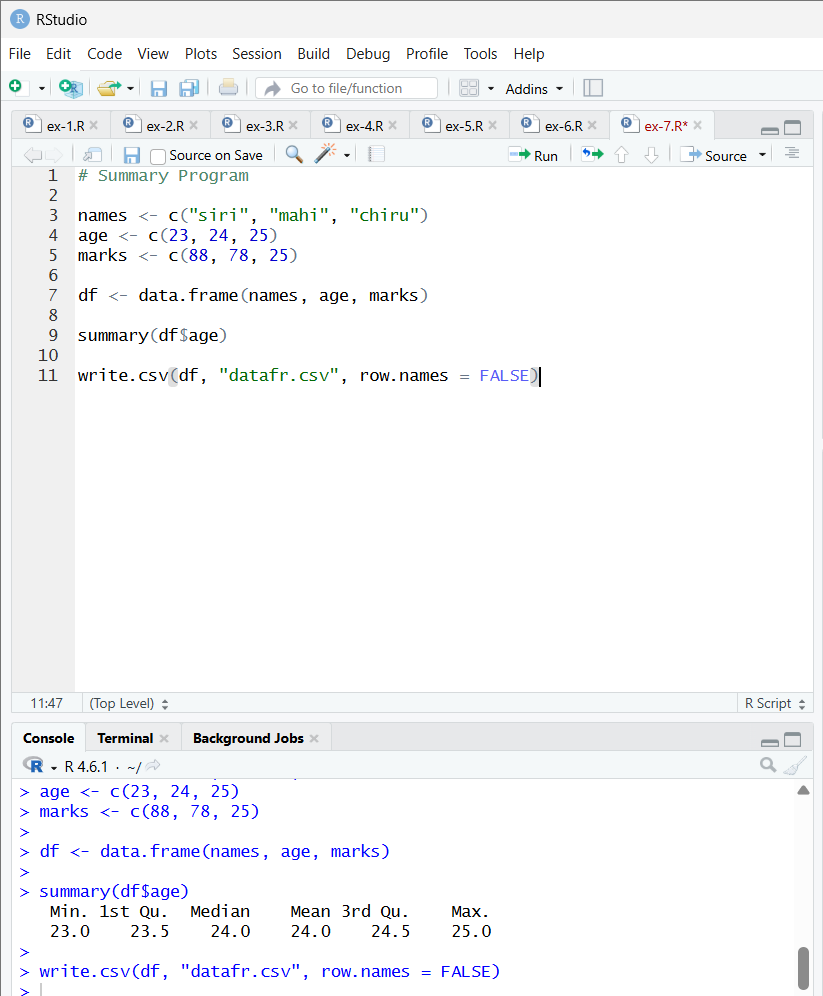 RStudio
File Edit Code View Plots Session Build Debug Profile Tools Help
Go to file/function Addins
ex-1.R ex-2.R ex-3.R ex-4.R ex-5.R ex-6.R ex-7.R*
Source on Save Run Source
1 # Summary Program
2
3 names <- c("siri", "mahi", "chiru")
4 age <- c(23, 24, 25)
5 marks <- c(88, 78, 25)
6
7 df <- data.frame(names, age, marks)
8
9 summary(df$age)
10
11 write.csv(df, "datafr.csv", row.names = FALSE)
11:47 (Top Level) R Script
Console Terminal Background Jobs
R 4.6.1 · ~/
> age <- c(23, 24, 25)
> marks <- c(88, 78, 25)
>
> df <- data.frame(names, age, marks)
>
> summary(df$age)
Min. 1st Qu. Median Mean 3rd Qu. Max.
23.0 23.5 24.0 24.0 24.5 25.0
>
> write.csv(df, "datafr.csv", row.names = FALSE)
>